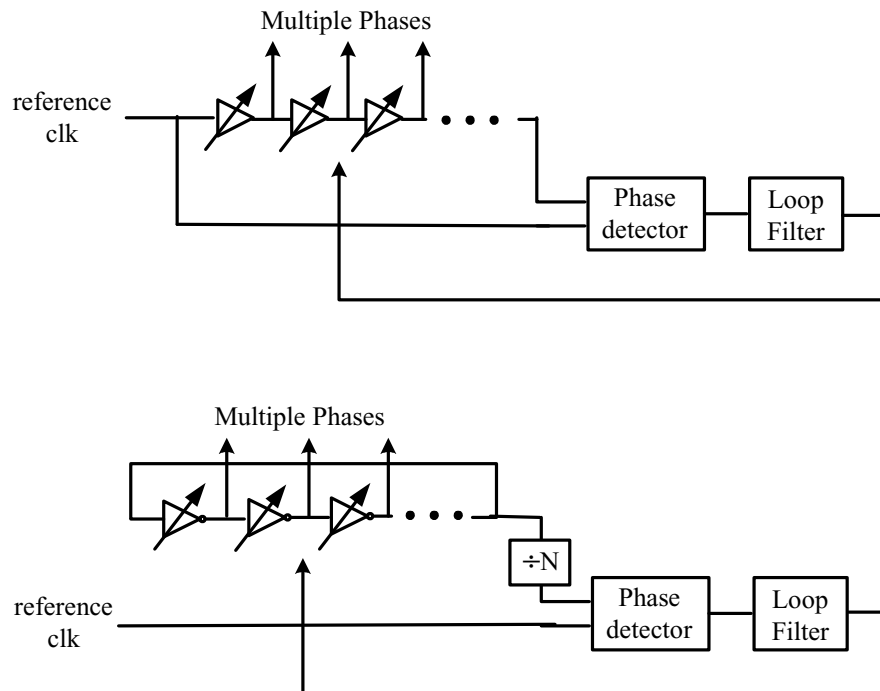 Multiple Phases
reference
clk
Phase
detector
Loop
Filter
Multiple Phases
÷N
reference
clk
Phase
detector
Loop
Filter